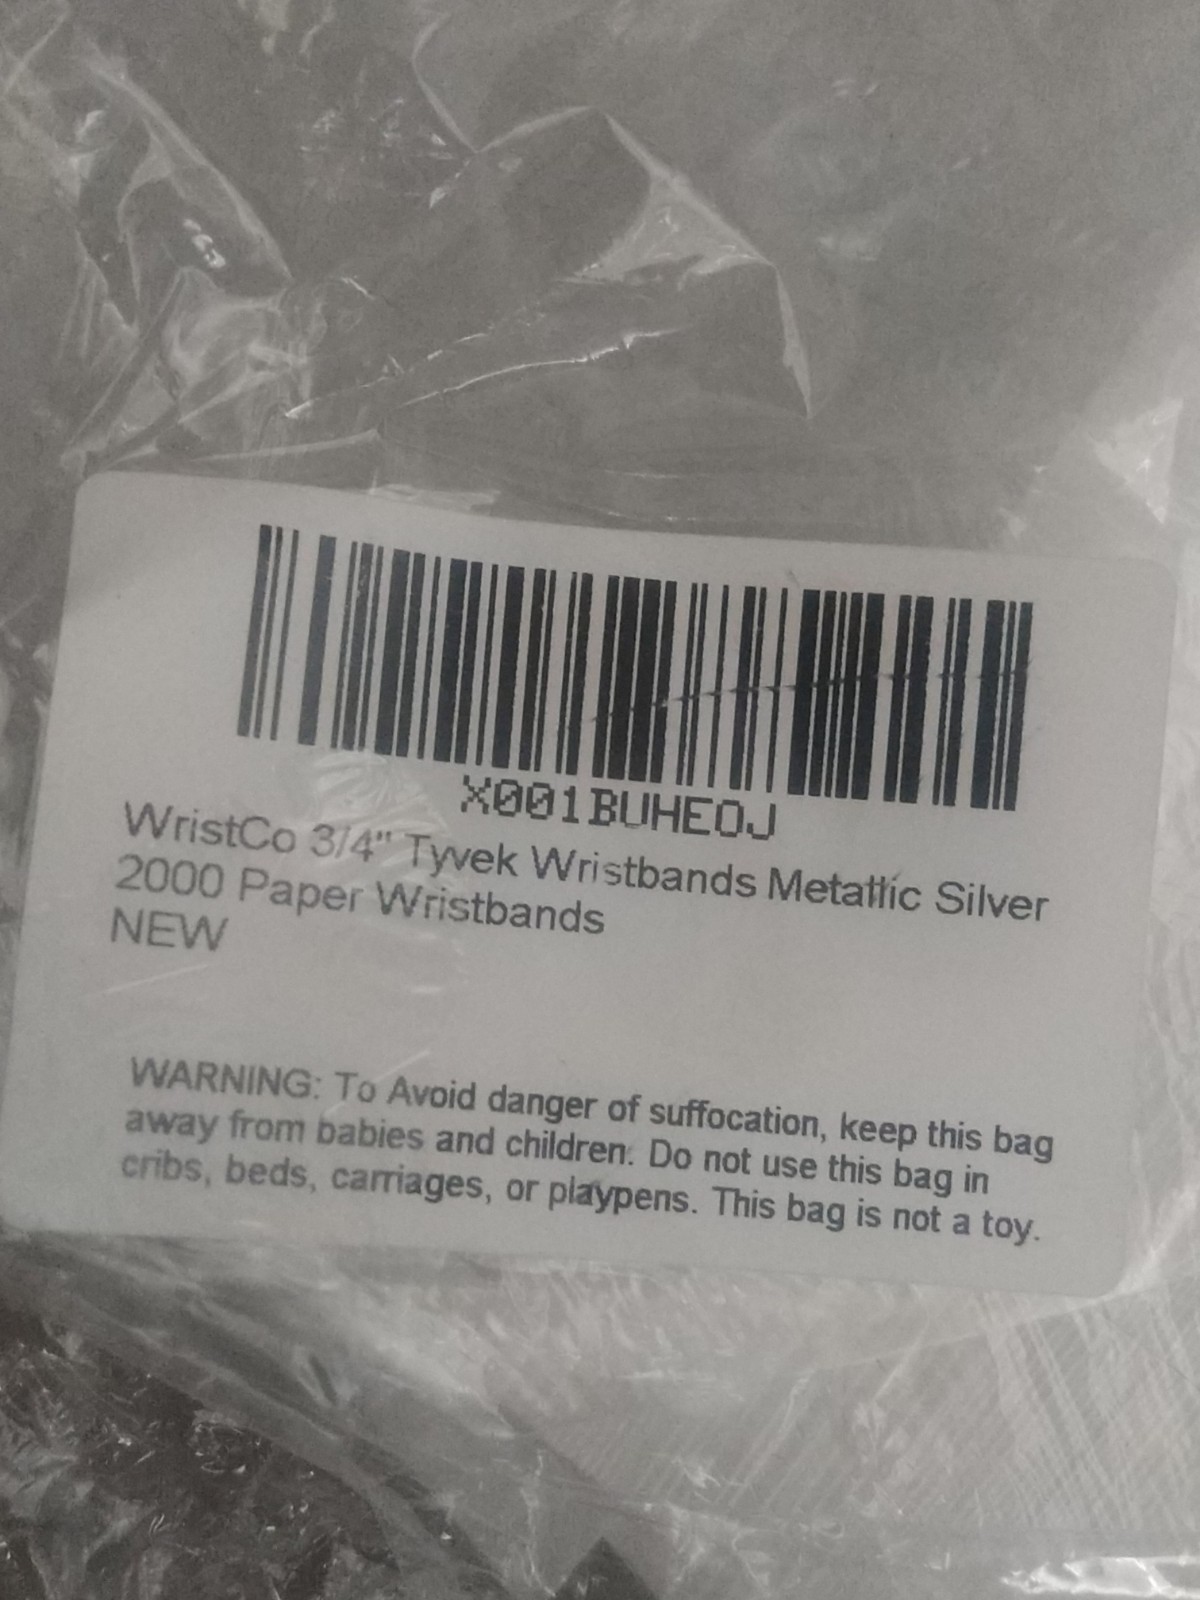 X001BUHEOJ
WristCo 3/4" Tyvek Wristbands Metallic Silver
2000 Paper Wristbands
NEW
WARNING: To Avoid danger of suffocation, keep this bag
away from babies and children. Do not use this bag in
cribs, beds, carriages, or playpens. This bag is not a toy.